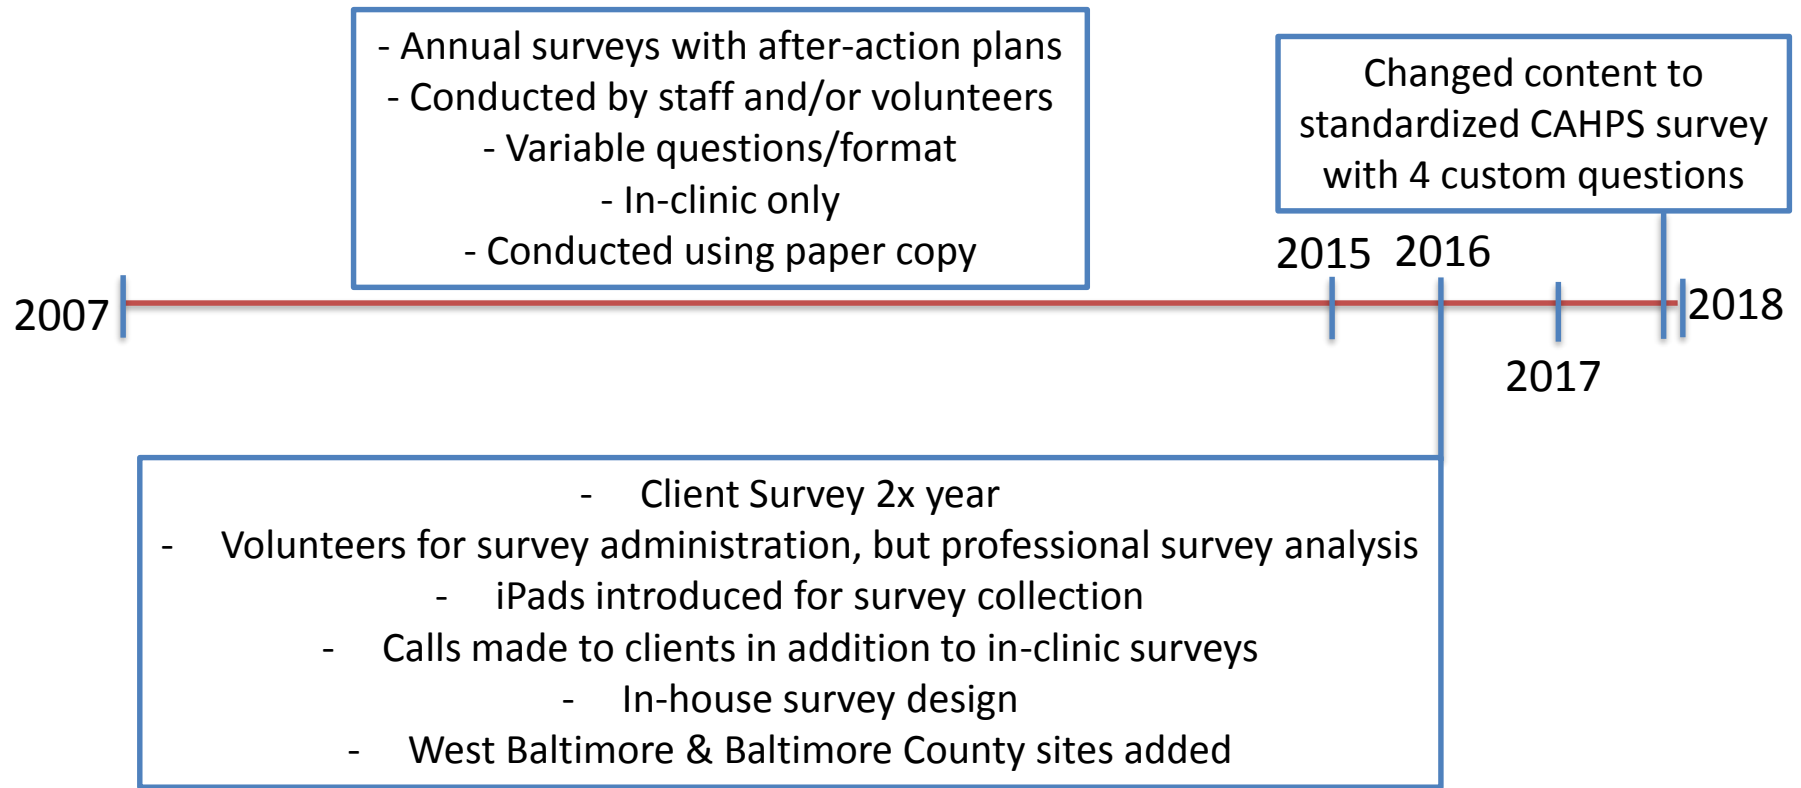 - Annual surveys with after-action plans
- Conducted by staff and/or volunteers
- Variable questions/format
- In-clinic only
- Conducted using paper copy
Changed content to
standardized CAHPS survey
with 4 custom questions
2007
2015
2016
2017
2018
- Client Survey 2x year
- Volunteers for survey administration, but professional survey analysis
- iPads introduced for survey collection
- Calls made to clients in addition to in-clinic surveys
- In-house survey design
- West Baltimore & Baltimore County sites added